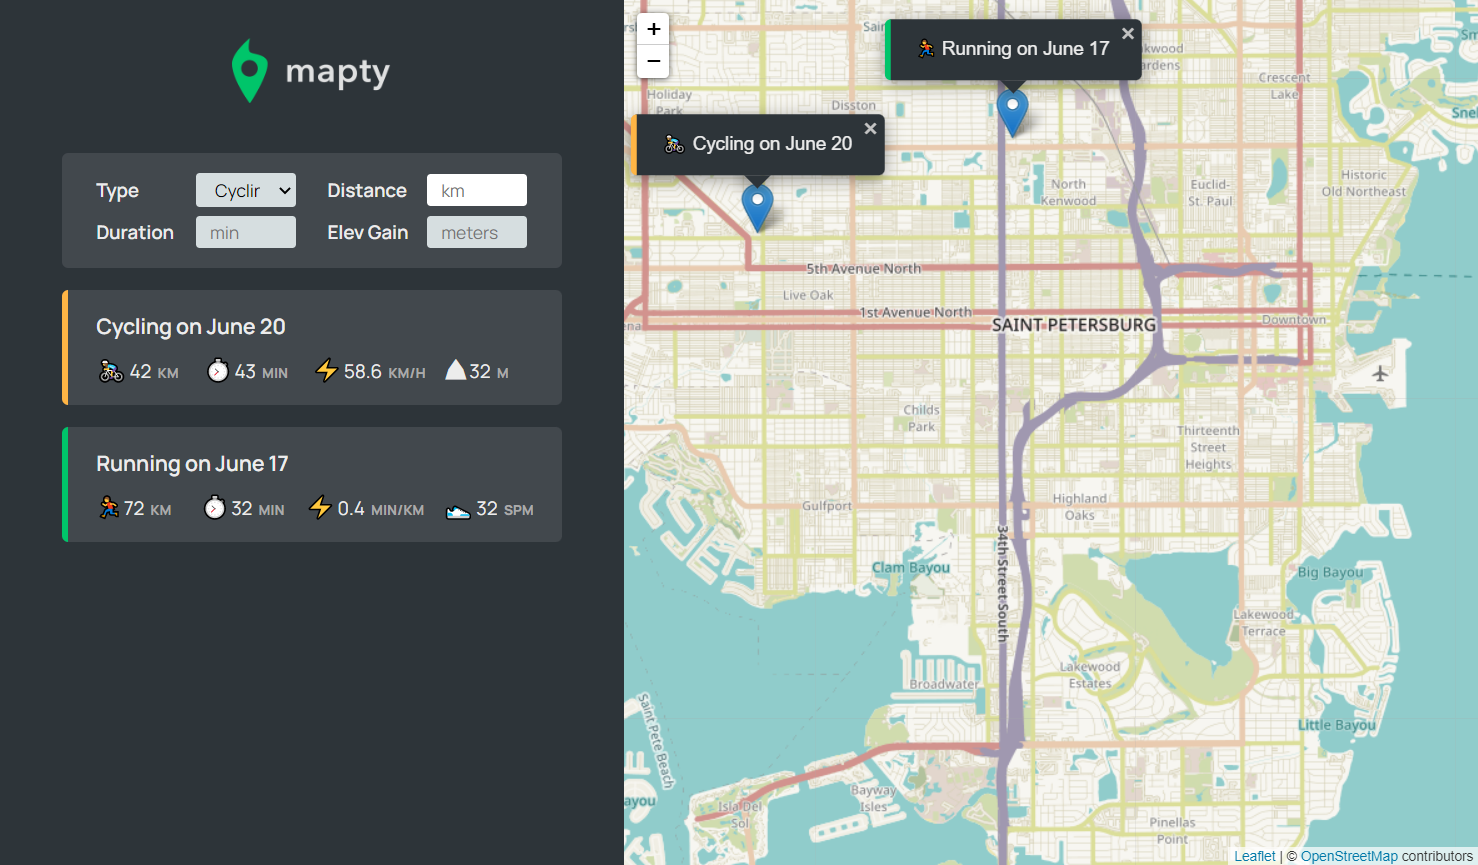 mapty
Type
Cyclir
Distance
km
Duration
min
Elev Gain
meters
Cycling on June 20
42 KM
43 MIN
58.6 KM/H
32 M
Running on June 17
72 KM
32 MIN
0.4 MIN/KM
32 SPM
+
−
Running on June 17
×
Cycling on June 20
×
Holiday
Park
Disston
Crescent
Lake
North
Kenwood
Euclid-
St. Paul
Historic
Old Northeast
5th Avenue North
Live Oak
1st Avenue North
SAINT PETERSBURG
Downtown
Childs
Park
Thirteenth
Street
Heights
Gulfport
Highland
Oaks
34th Street South
Clam Bayou
Big Bayou
Lakewood
Terrace
Lakewood
Estates
Broadwater
Saint Pete Beach
Little Bayou
ayou
Isla Del
Sol
Bayway
Isles
Pinellas
Point
Leaflet | © OpenStreetMap contributors